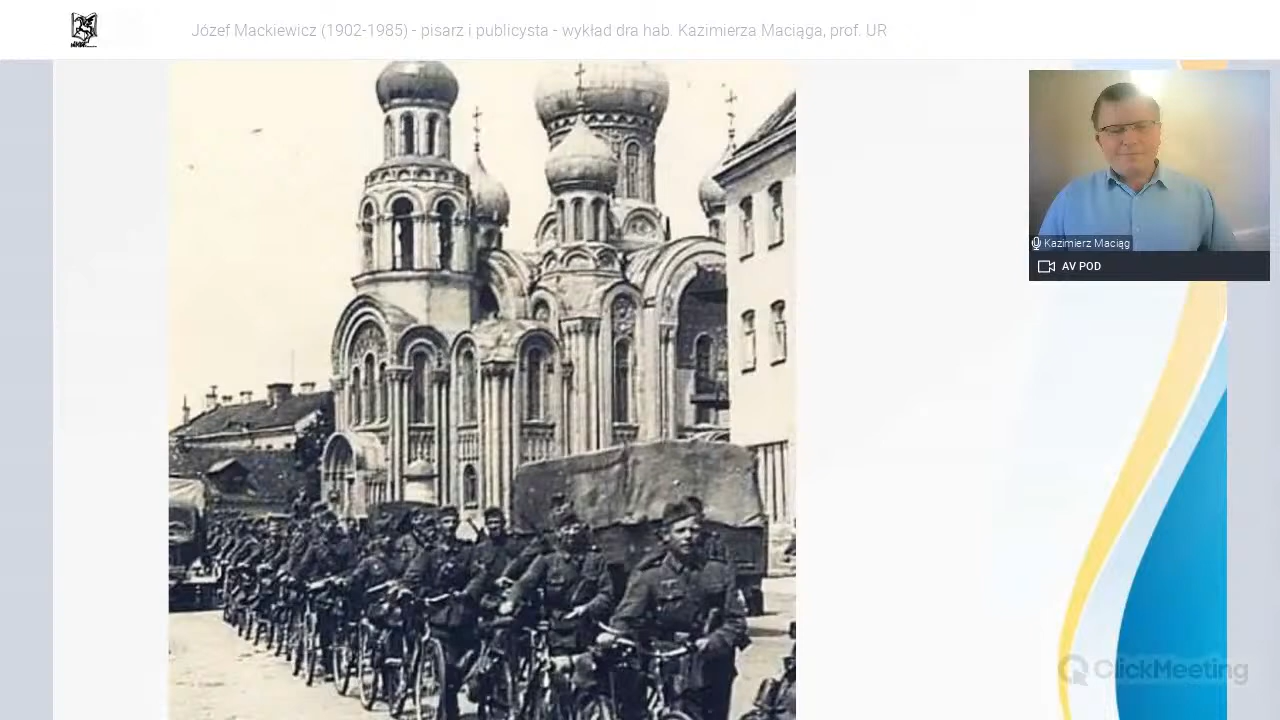 Józef Mackiewicz (1902-1985) - pisarz i publicysta - wykład dra hab. Kazimierza Maciąga, prof. UR
Kazimierz Maciąg
AV POD
ClickMeeting